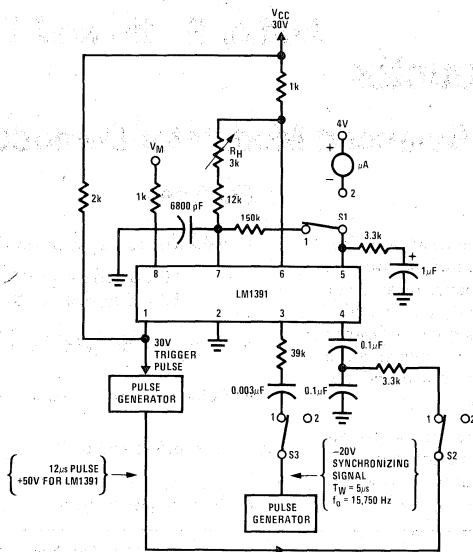 VCC
30V
1k
4V
+
μA
−
2
VM
RH
3k
2k
1k
12k
6800 pF
150k
S1
1
3.3k
+
1μF
8
7
6
5
LM1391
1
2
3
4
30V
TRIGGER
PULSE
39k
0.1μF
PULSE
GENERATOR
0.003μF
0.1μF
3.3k
1
2
S3
1
2
S2
12μs PULSE
+50V FOR LM1391
−20V
SYNCHRONIZING
SIGNAL
TW = 5μs
fo = 15,750 Hz
PULSE
GENERATOR